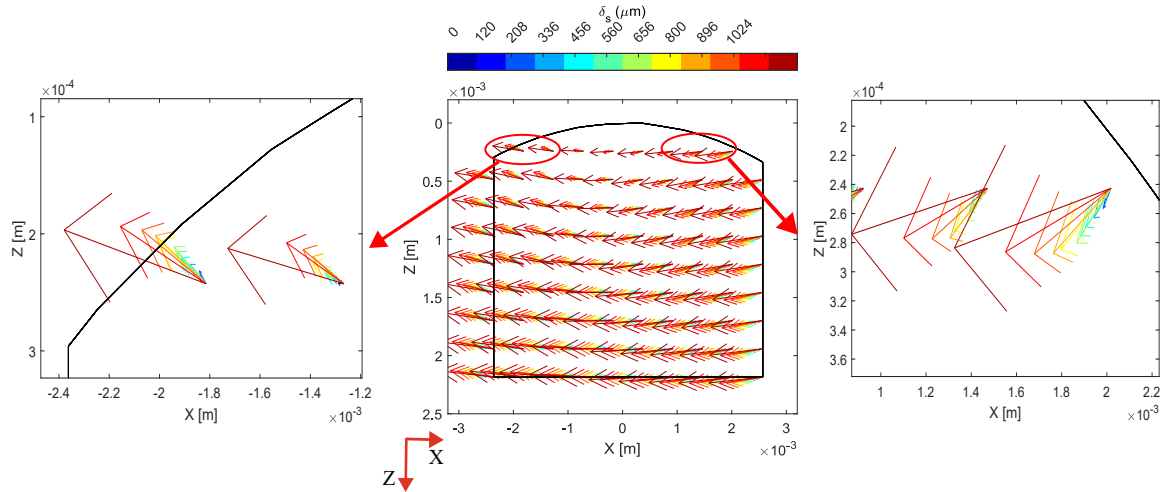 δₛ (μm)
0 120 208 336 456 560 656 800 896 1024
×10⁻⁴
1
2
3
Z [m]
-2.4 -2.2 -2 -1.8 -1.6 -1.4 -1.2
X [m]
×10⁻³
×10⁻³
0
0.5
1
1.5
2
2.5
Z [m]
-3 -2 -1 0 1 2 3
X [m]
×10⁻³
×10⁻⁴
2
2.2
2.4
2.6
2.8
3
3.2
3.4
3.6
Z [m]
1 1.2 1.4 1.6 1.8 2 2.2
X [m]
×10⁻³
X
Z